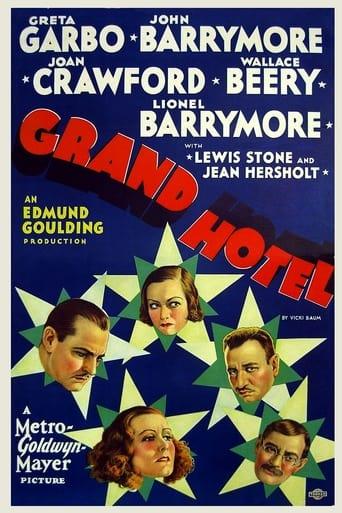 GRETA JOHN
GARBO ★ BARRYMORE
JOAN WALLACE
★ CRAWFORD ★ BEERY ★
LIONEL
BARRYMORE ★
WITH
★ LEWIS STONE AND
JEAN HERSHOLT ★
GRAND
HOTEL
BY VICKI BAUM
AN
EDMUND
GOULDING
PRODUCTION
A
Metro-
Goldwyn-
Mayer
PICTURE